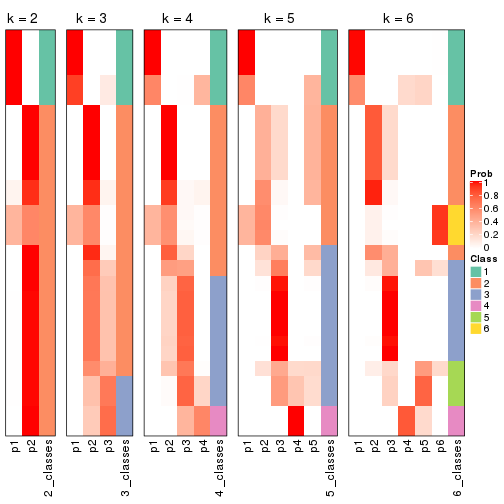 k = 2
k = 3
k = 4
k = 5
k = 6
Prob
1
0.8
0.6
0.4
0.2
0
Class
1
2
3
4
5
6
p1
p2
2_classes
p1
p2
p3
3_classes
p1
p2
p3
p4
4_classes
p1
p2
p3
p4
p5
5_classes
p1
p2
p3
p4
p5
p6
6_classes